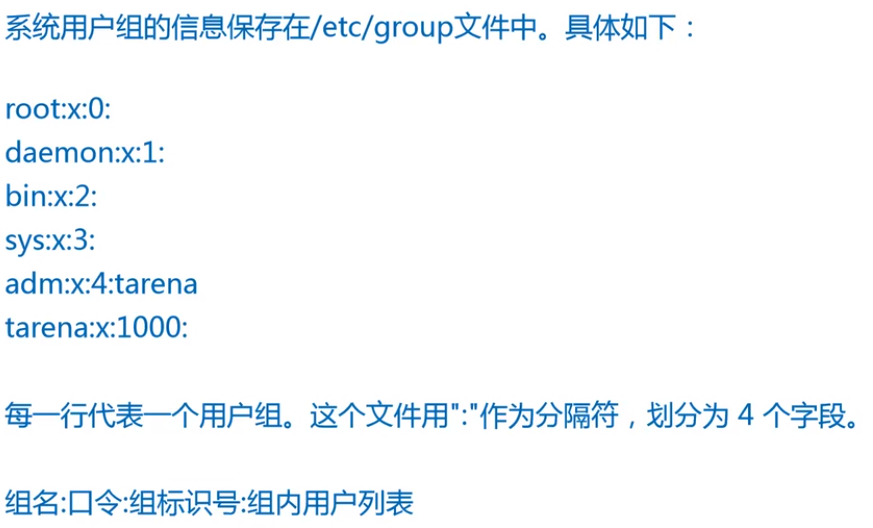 系统用户组的信息保存在/etc/group文件中。具体如下：
root:x:0:
daemon:x:1:
bin:x:2:
sys:x:3:
adm:x:4:tarena
tarena:x:1000:
每一行代表一个用户组。这个文件用":"作为分隔符，划分为 4 个字段。
组名:口令:组标识号:组内用户列表